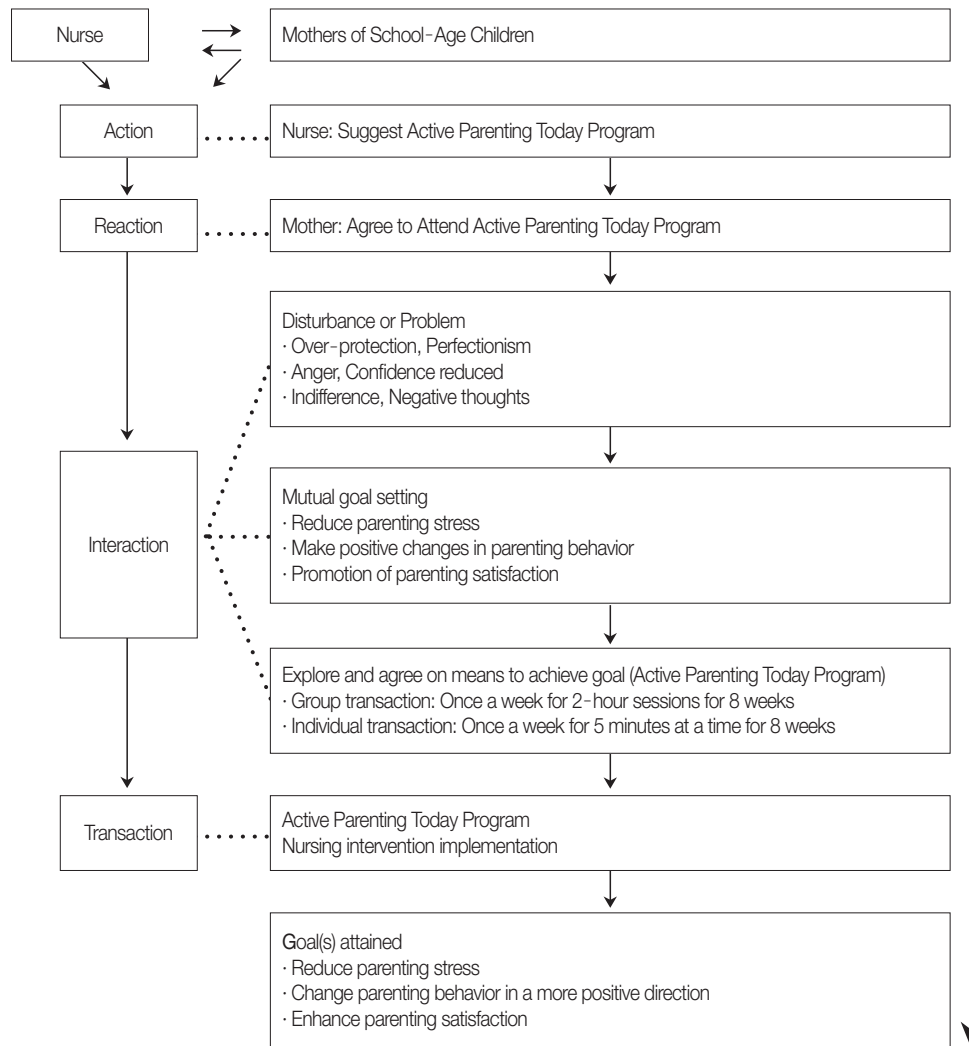 Nurse
Mothers of School-Age Children
Action
Nurse: Suggest Active Parenting Today Program
Reaction
Mother: Agree to Attend Active Parenting Today Program
Disturbance or Problem
· Over-protection, Perfectionism
· Anger, Confidence reduced
· Indifference, Negative thoughts
Interaction
Mutual goal setting
· Reduce parenting stress
· Make positive changes in parenting behavior
· Promotion of parenting satisfaction
Explore and agree on means to achieve goal (Active Parenting Today Program)
· Group transaction: Once a week for 2-hour sessions for 8 weeks
· Individual transaction: Once a week for 5 minutes at a time for 8 weeks
Transaction
Active Parenting Today Program
Nursing intervention implementation
Goal(s) attained
· Reduce parenting stress
· Change parenting behavior in a more positive direction
· Enhance parenting satisfaction